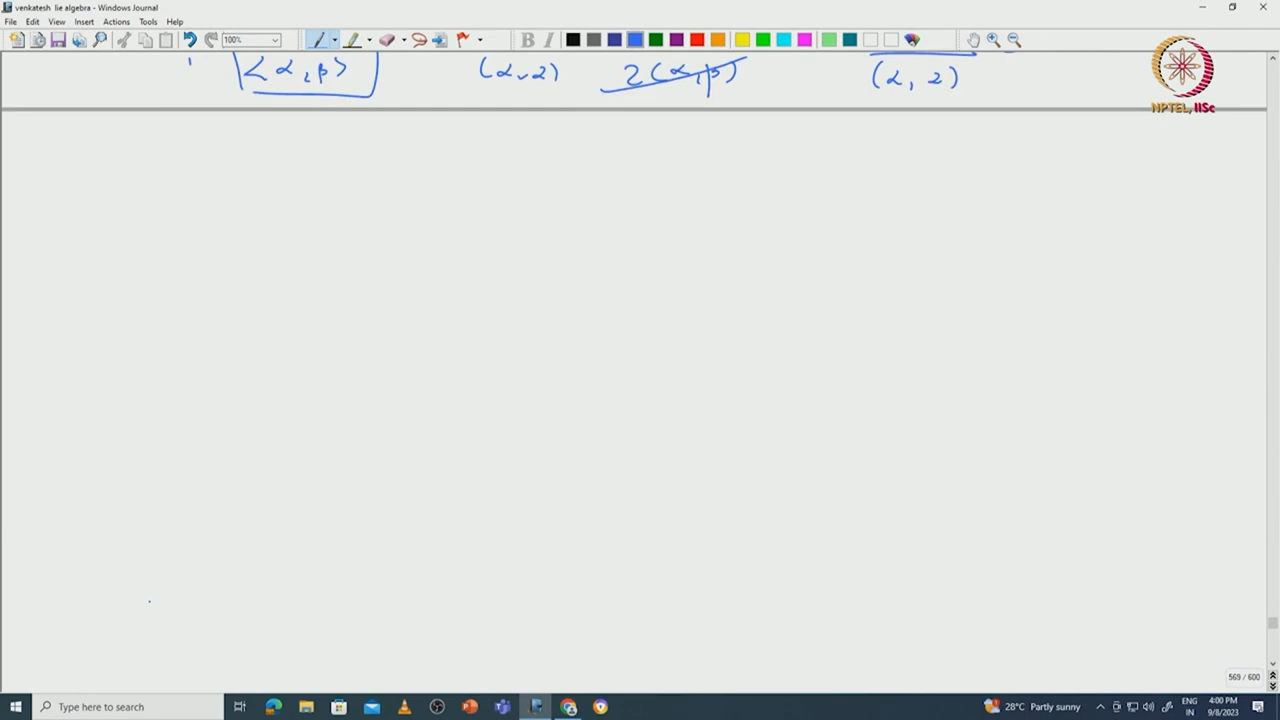 venkatesh lie algebra - Windows Journal
File Edit View Insert Actions Tools Help
100%
<α, β> (α, α) 2(α, β) (α, α)
NPTEL, IISc
569 / 600
Type here to search
28°C Partly sunny
ENG
IN
4:00 PM
9/8/2023